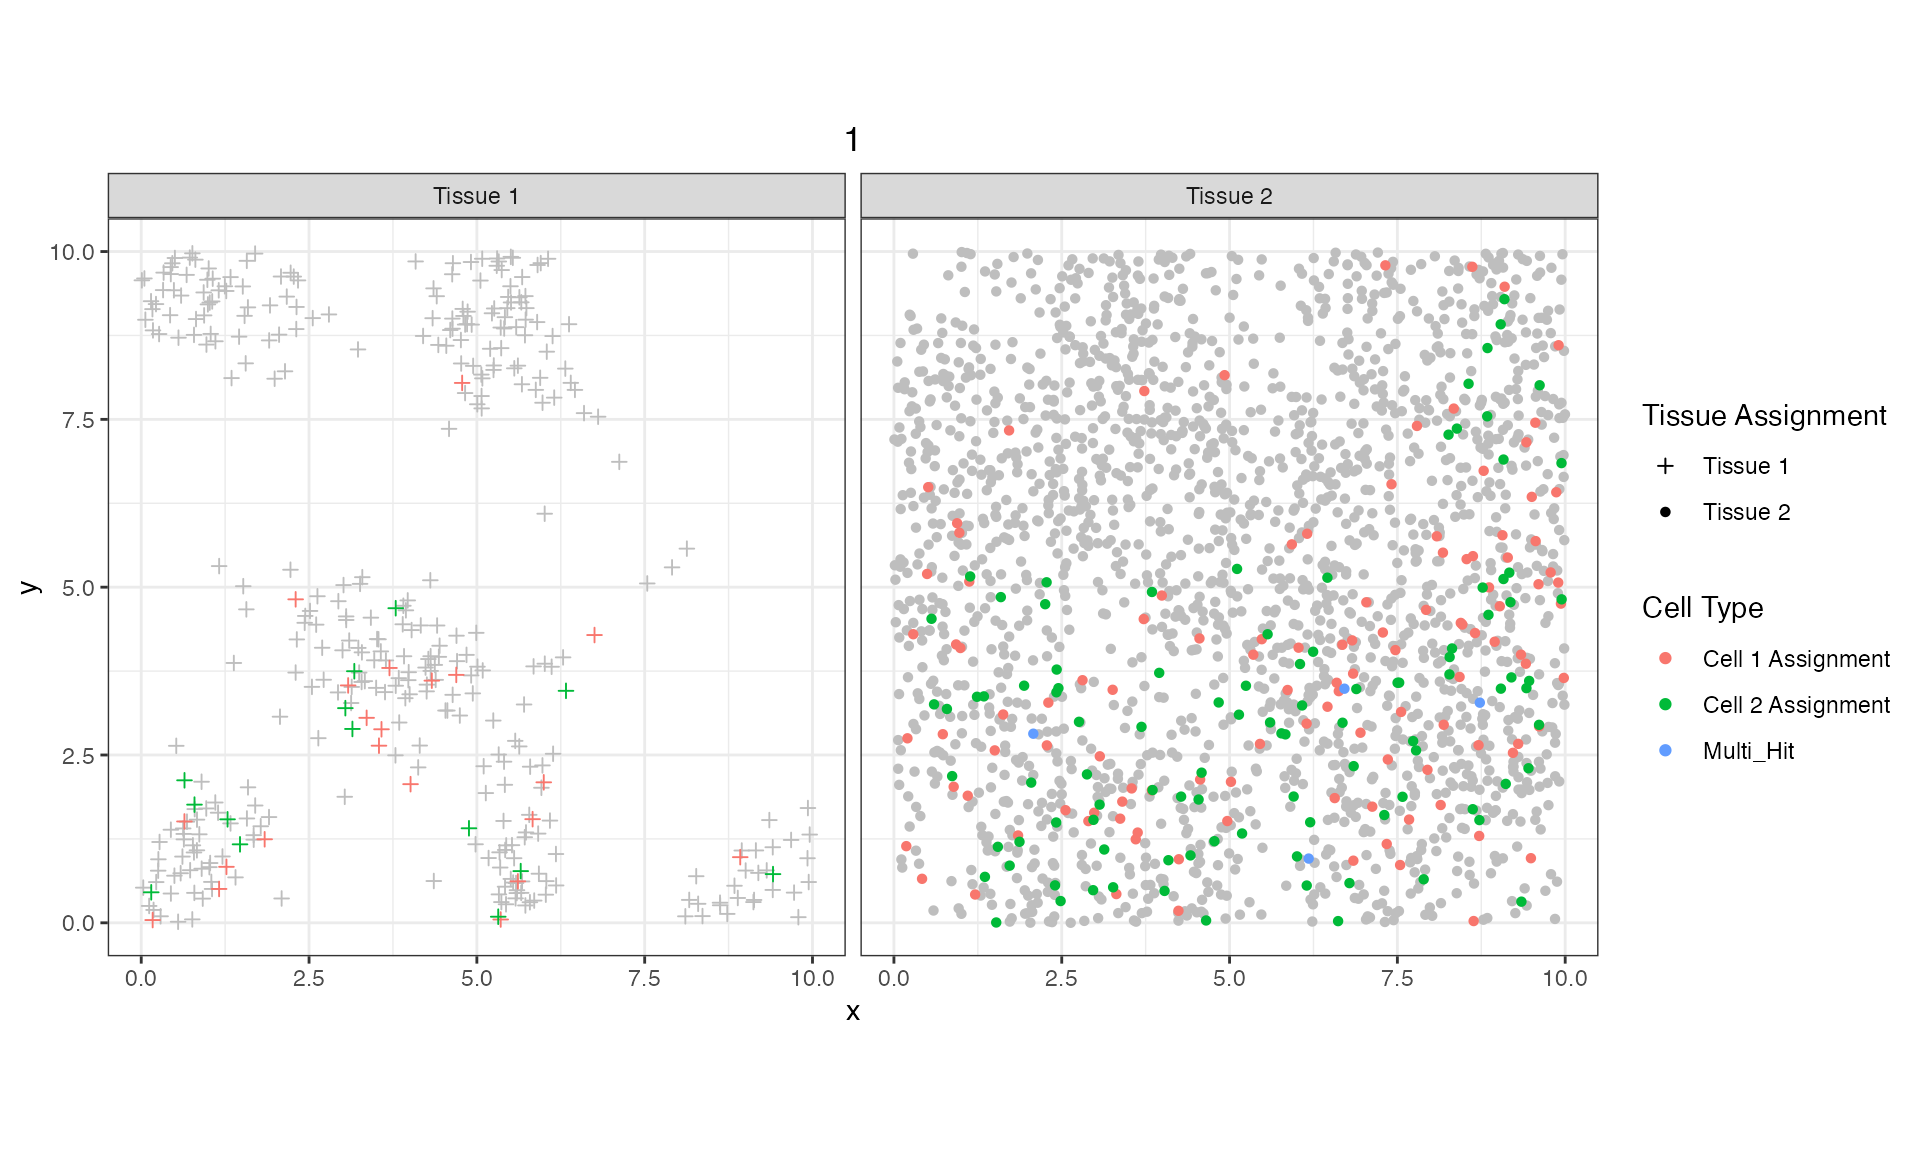 1
Tissue 1
Tissue 2
10.0
7.5
5.0
2.5
0.0
y
0.0 2.5 5.0 7.5 10.0
0.0 2.5 5.0 7.5 10.0
x
Tissue Assignment
Tissue 1
Tissue 2
Cell Type
Cell 1 Assignment
Cell 2 Assignment
Multi_Hit